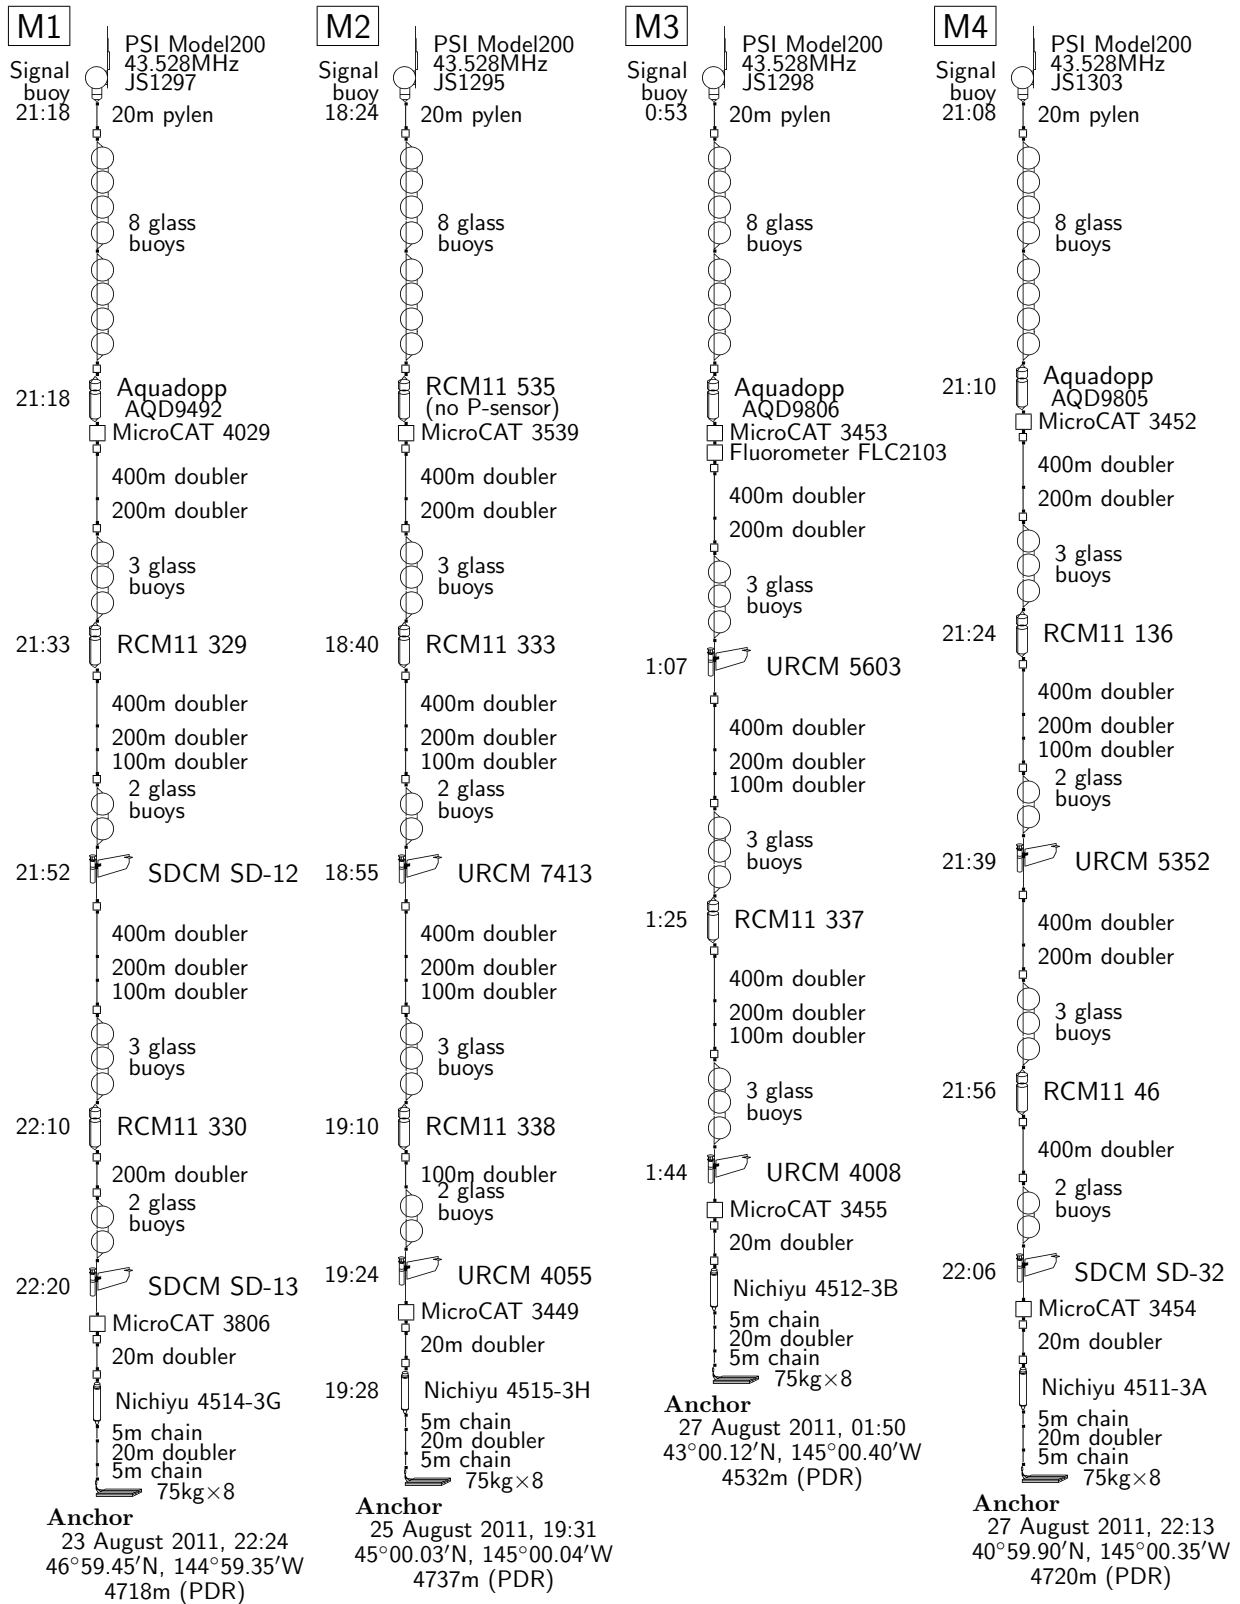 M1
PSI Model200
43.528MHz
JS1297
Signal
buoy
21:18
20m pylen
8 glass
buoys
21:18
Aquadopp
AQD9492
MicroCAT 4029
400m doubler
200m doubler
3 glass
buoys
21:33
RCM11 329
400m doubler
200m doubler
100m doubler
2 glass
buoys
21:52
SDCM SD-12
400m doubler
200m doubler
100m doubler
3 glass
buoys
22:10
RCM11 330
200m doubler
2 glass
buoys
22:20
SDCM SD-13
MicroCAT 3806
20m doubler
Nichiyu 4514-3G
5m chain
20m doubler
5m chain
75kg×8
Anchor
23 August 2011, 22:24
46°59.45′N, 144°59.35′W
4718m (PDR)
M2
PSI Model200
43.528MHz
JS1295
Signal
buoy
18:24
20m pylen
8 glass
buoys
RCM11 535
(no P-sensor)
MicroCAT 3539
400m doubler
200m doubler
3 glass
buoys
18:40
RCM11 333
400m doubler
200m doubler
100m doubler
2 glass
buoys
18:55
URCM 7413
400m doubler
200m doubler
100m doubler
3 glass
buoys
19:10
RCM11 338
100m doubler
2 glass
buoys
19:24
URCM 4055
MicroCAT 3449
20m doubler
19:28
Nichiyu 4515-3H
5m chain
20m doubler
5m chain
75kg×8
Anchor
25 August 2011, 19:31
45°00.03′N, 145°00.04′W
4737m (PDR)
M3
PSI Model200
43.528MHz
JS1298
Signal
buoy
0:53
20m pylen
8 glass
buoys
Aquadopp
AQD9806
MicroCAT 3453
Fluorometer FLC2103
400m doubler
200m doubler
3 glass
buoys
1:07
URCM 5603
400m doubler
200m doubler
100m doubler
3 glass
buoys
1:25
RCM11 337
400m doubler
200m doubler
100m doubler
3 glass
buoys
1:44
URCM 4008
MicroCAT 3455
20m doubler
Nichiyu 4512-3B
5m chain
20m doubler
5m chain
75kg×8
Anchor
27 August 2011, 01:50
43°00.12′N, 145°00.40′W
4532m (PDR)
M4
PSI Model200
43.528MHz
JS1303
Signal
buoy
21:08
20m pylen
8 glass
buoys
21:10
Aquadopp
AQD9805
MicroCAT 3452
400m doubler
200m doubler
3 glass
buoys
21:24
RCM11 136
400m doubler
200m doubler
100m doubler
2 glass
buoys
21:39
URCM 5352
400m doubler
200m doubler
3 glass
buoys
21:56
RCM11 46
400m doubler
2 glass
buoys
22:06
SDCM SD-32
MicroCAT 3454
20m doubler
Nichiyu 4511-3A
5m chain
20m doubler
5m chain
75kg×8
Anchor
27 August 2011, 22:13
40°59.90′N, 145°00.35′W
4720m (PDR)